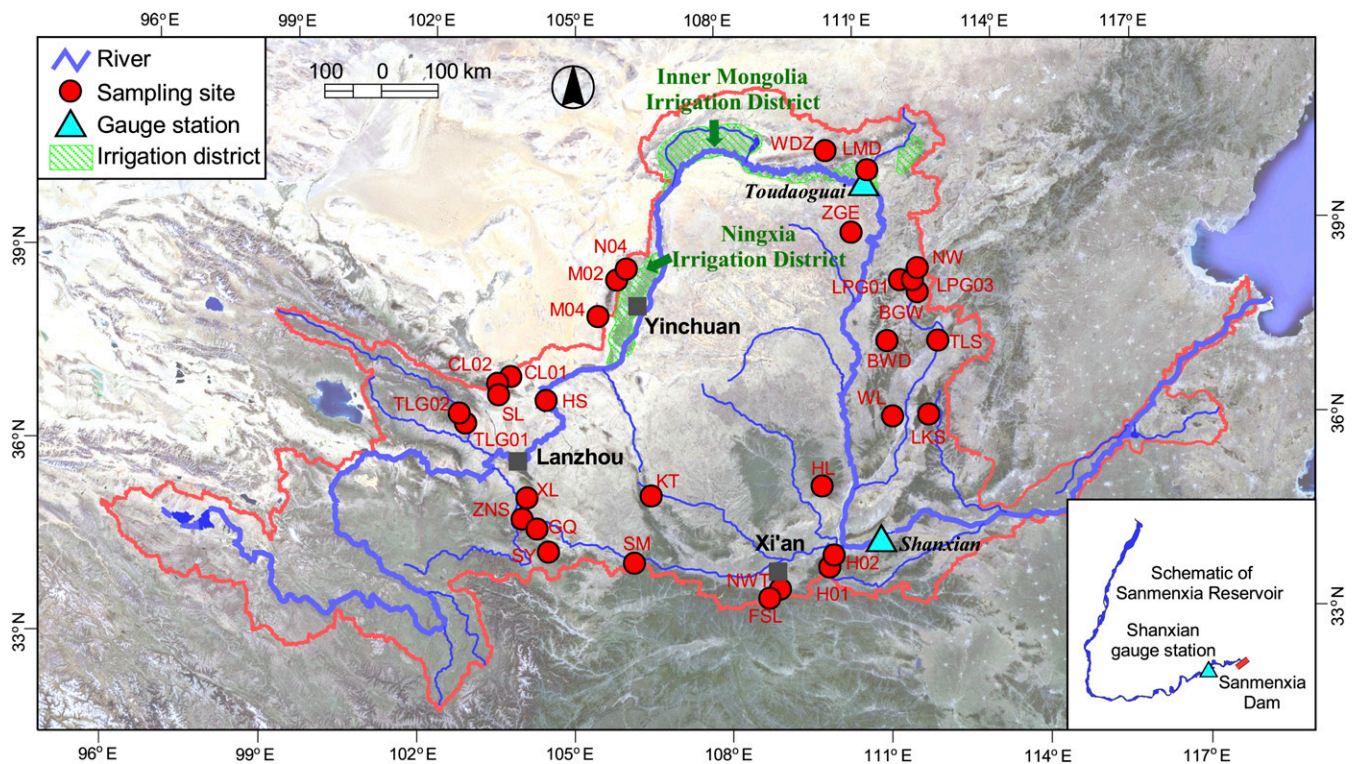 96°E 99°E 102°E 105°E 108°E 111°E 114°E 117°E
River
Sampling site
Gauge station
Irrigation district
100 0 100 km
Inner Mongolia
Irrigation District
WDZ
LMD
Toudaoguai
ZGE
39°N
39°N
N04
Ningxia
Irrigation District
NW
M02
LPG01
LPG03
M04
BGW
Yinchuan
BWD
TLS
CL02
CL01
SL
HS
TLG02
TLG01
WL
LKS
36°N
36°N
Lanzhou
KT
HL
XL
ZNS
GQ
SY
SM
Xi'an
Shanxian
H02
H01
NWT
FSL
33°N
33°N
Schematic of
Sanmenxia Reservoir
Shanxian
gauge station
Sanmenxia
Dam
96°E 99°E 102°E 105°E 108°E 111°E 114°E 117°E